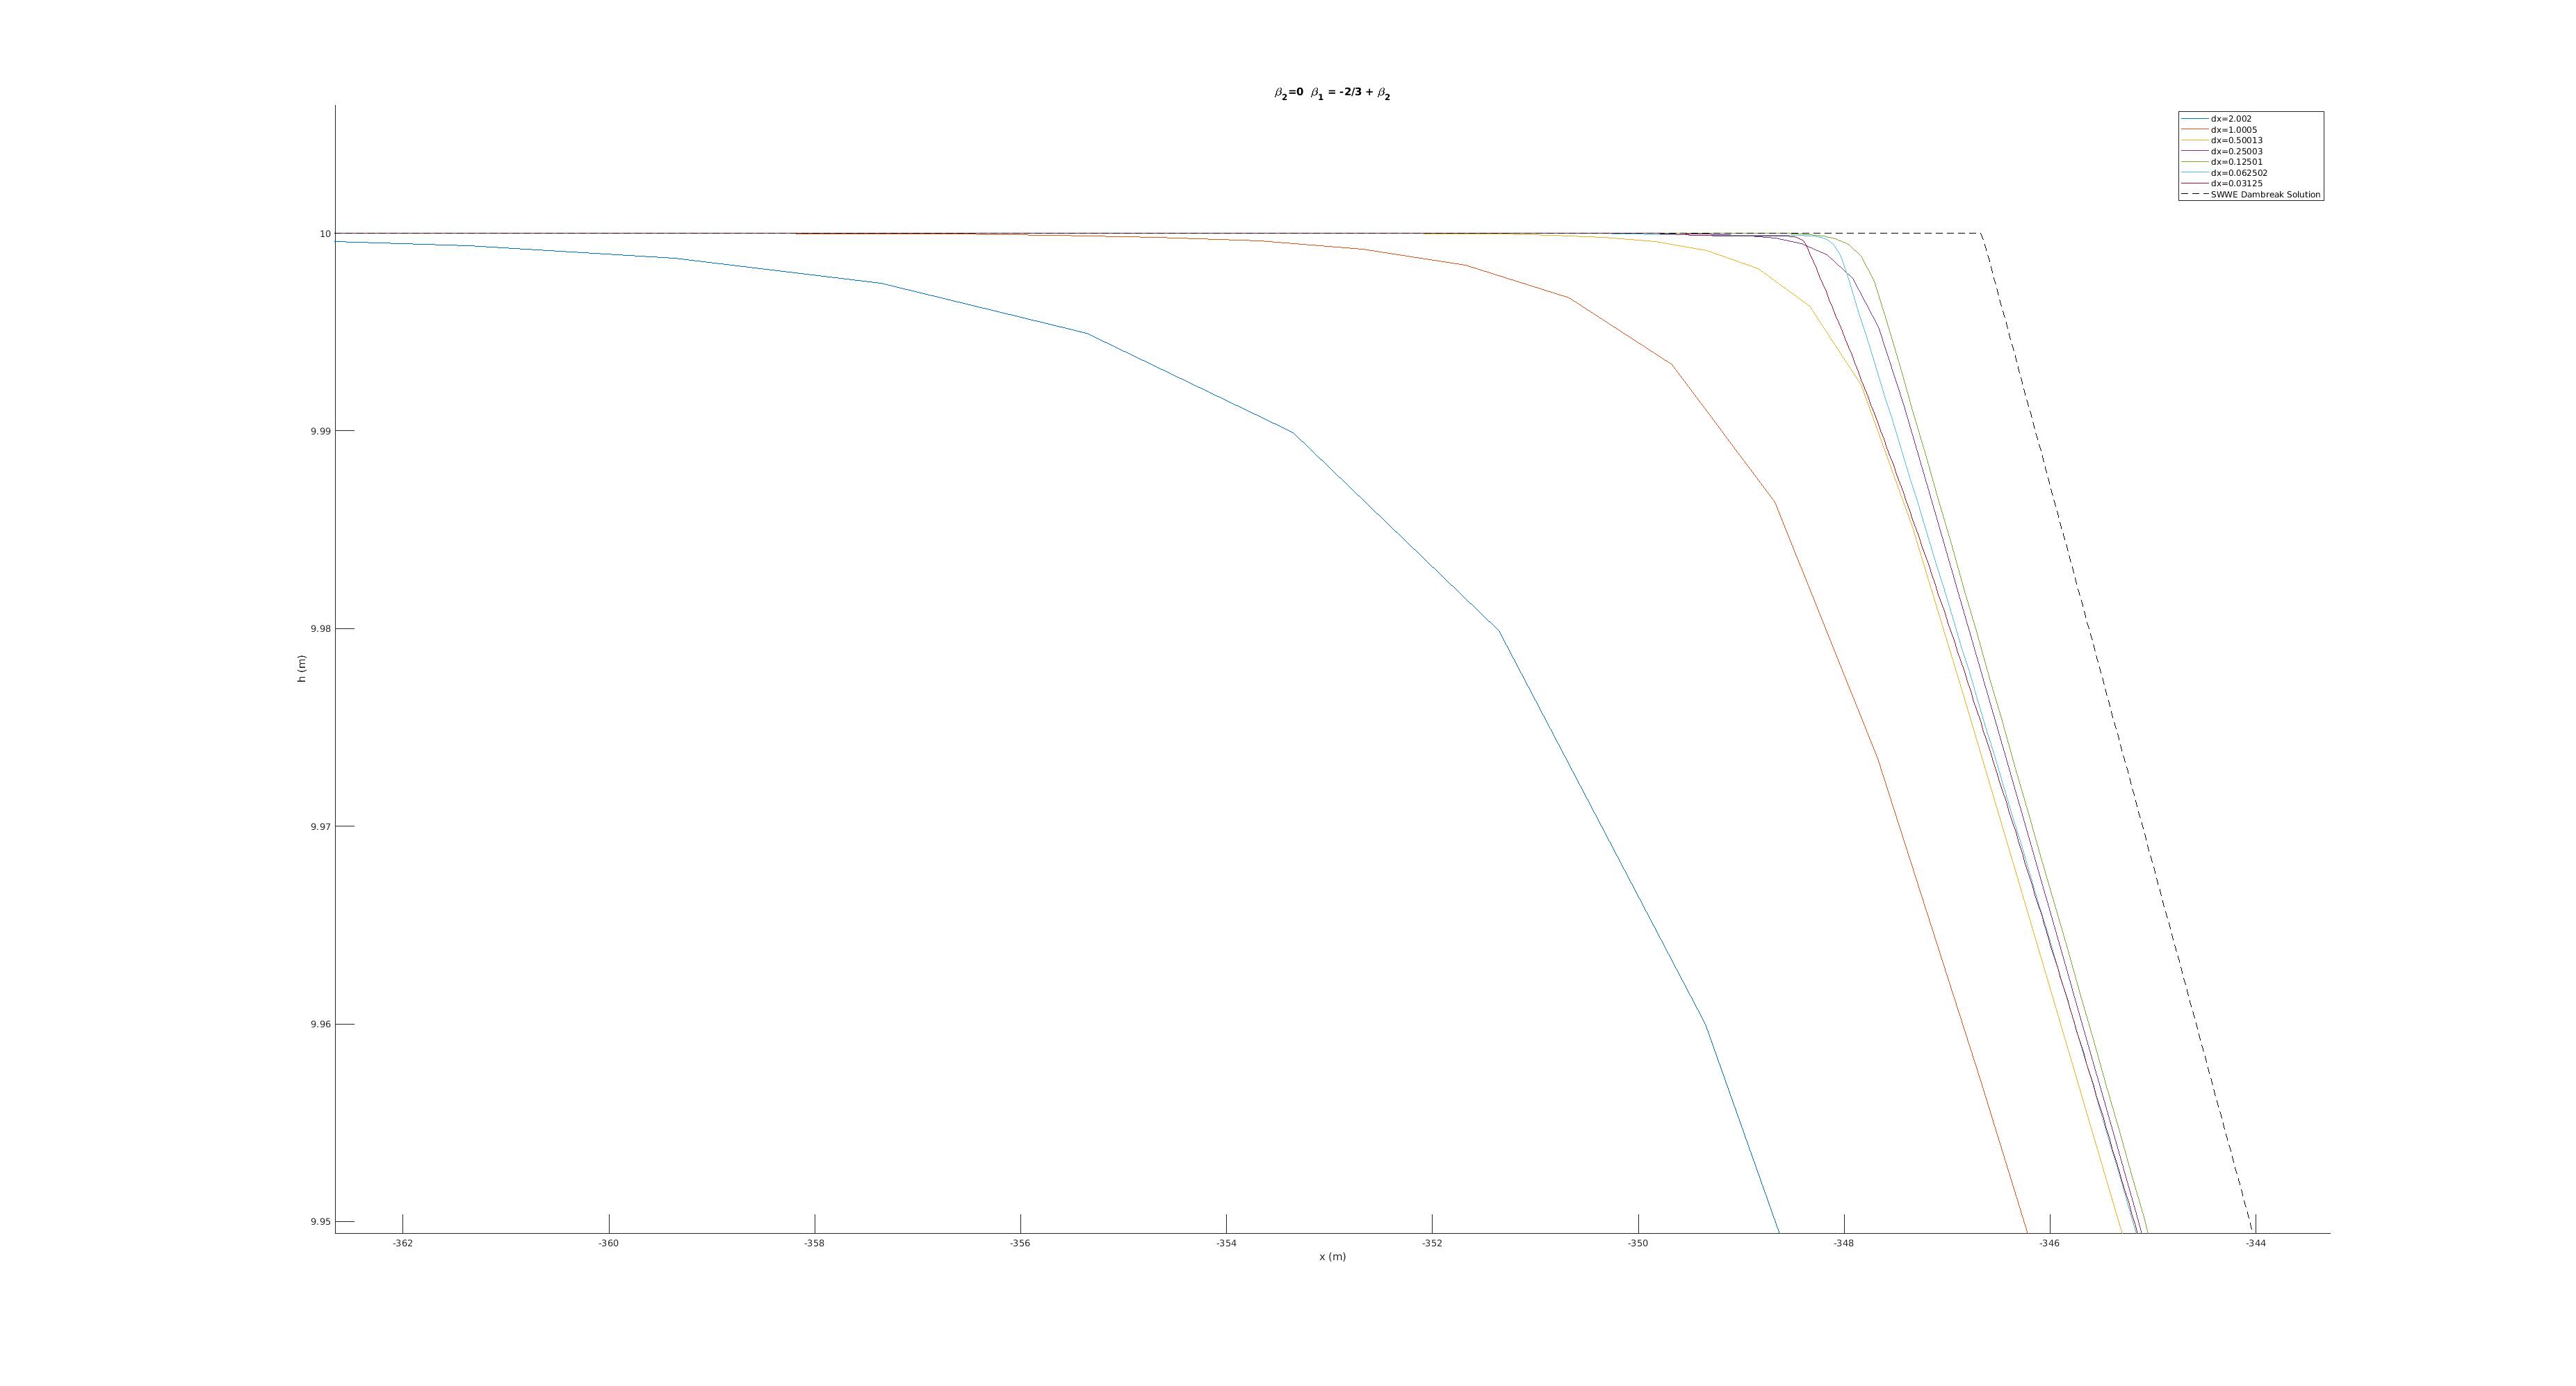 β2=0 β1 = -2/3 + β2
dx=2.002
dx=1.0005
dx=0.50013
dx=0.25003
dx=0.12501
dx=0.062502
dx=0.03125
SWWE Dambreak Solution
10
9.99
9.98
9.97
9.96
9.95
h (m)
-362
-360
-358
-356
-354
-352
-350
-348
-346
-344
x (m)